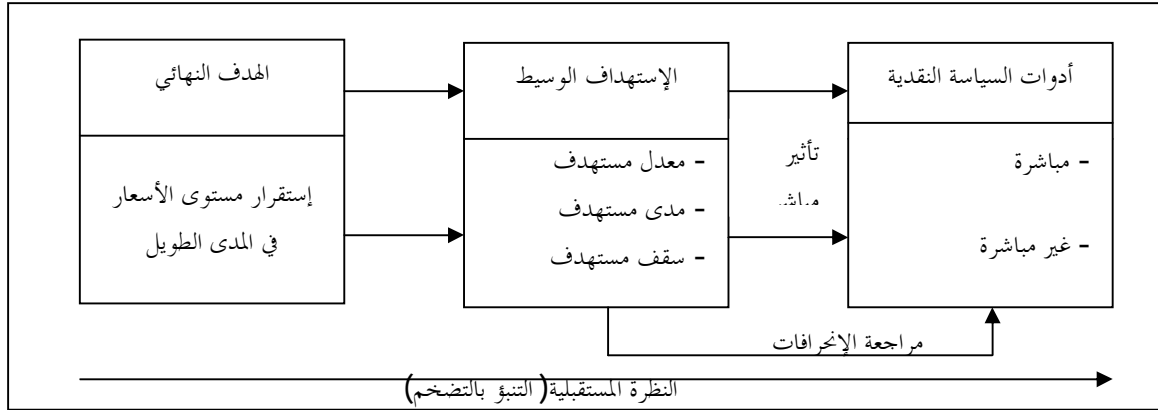 أدوات السياسة النقدية
- مباشرة
- غير مباشرة
تأثير
الإستهداف الوسيط
- معدل مستهدف
- مدى مستهدف
- سقف مستهدف
الهدف النهائي
إستقرار مستوى الأسعار
في المدى الطويل
مراجعة الإنحرافات
النظرة المستقبلية( التنبؤ بالتضخم)